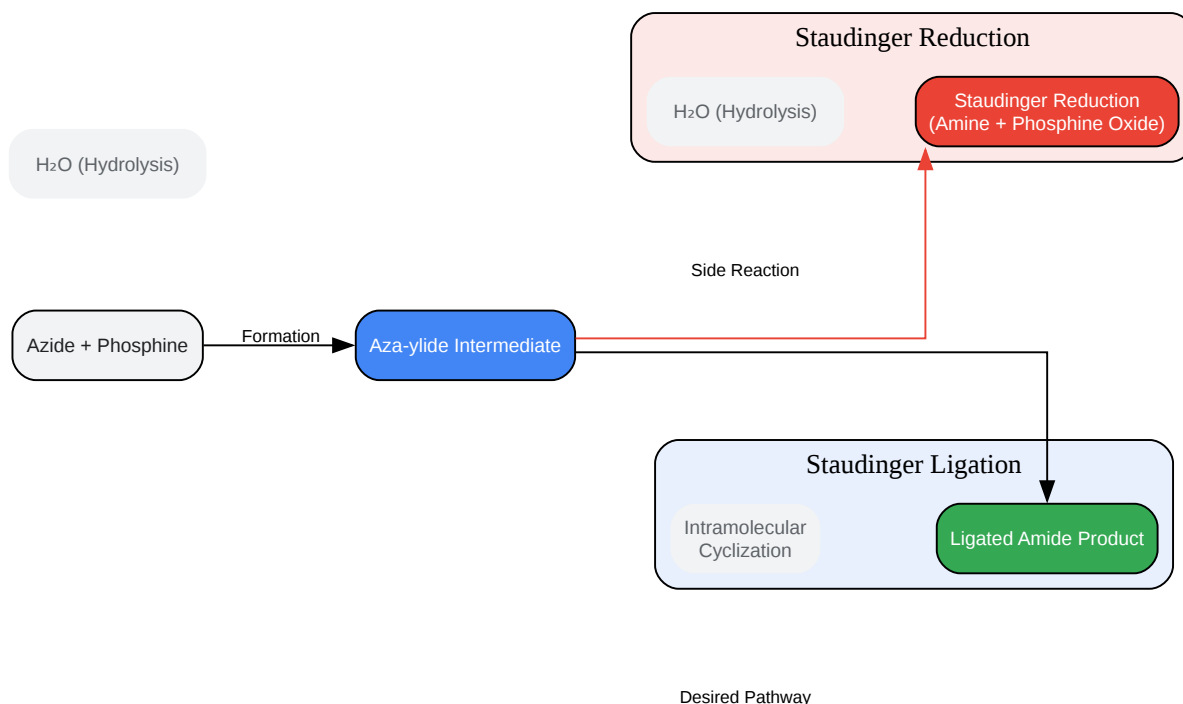 Staudinger Reduction
H₂O (Hydrolysis)
Staudinger Reduction
(Amine + Phosphine Oxide)
H₂O (Hydrolysis)
Side Reaction
Azide + Phosphine
Formation
Aza-ylide Intermediate
Staudinger Ligation
Intramolecular
Cyclization
Ligated Amide Product
Desired Pathway